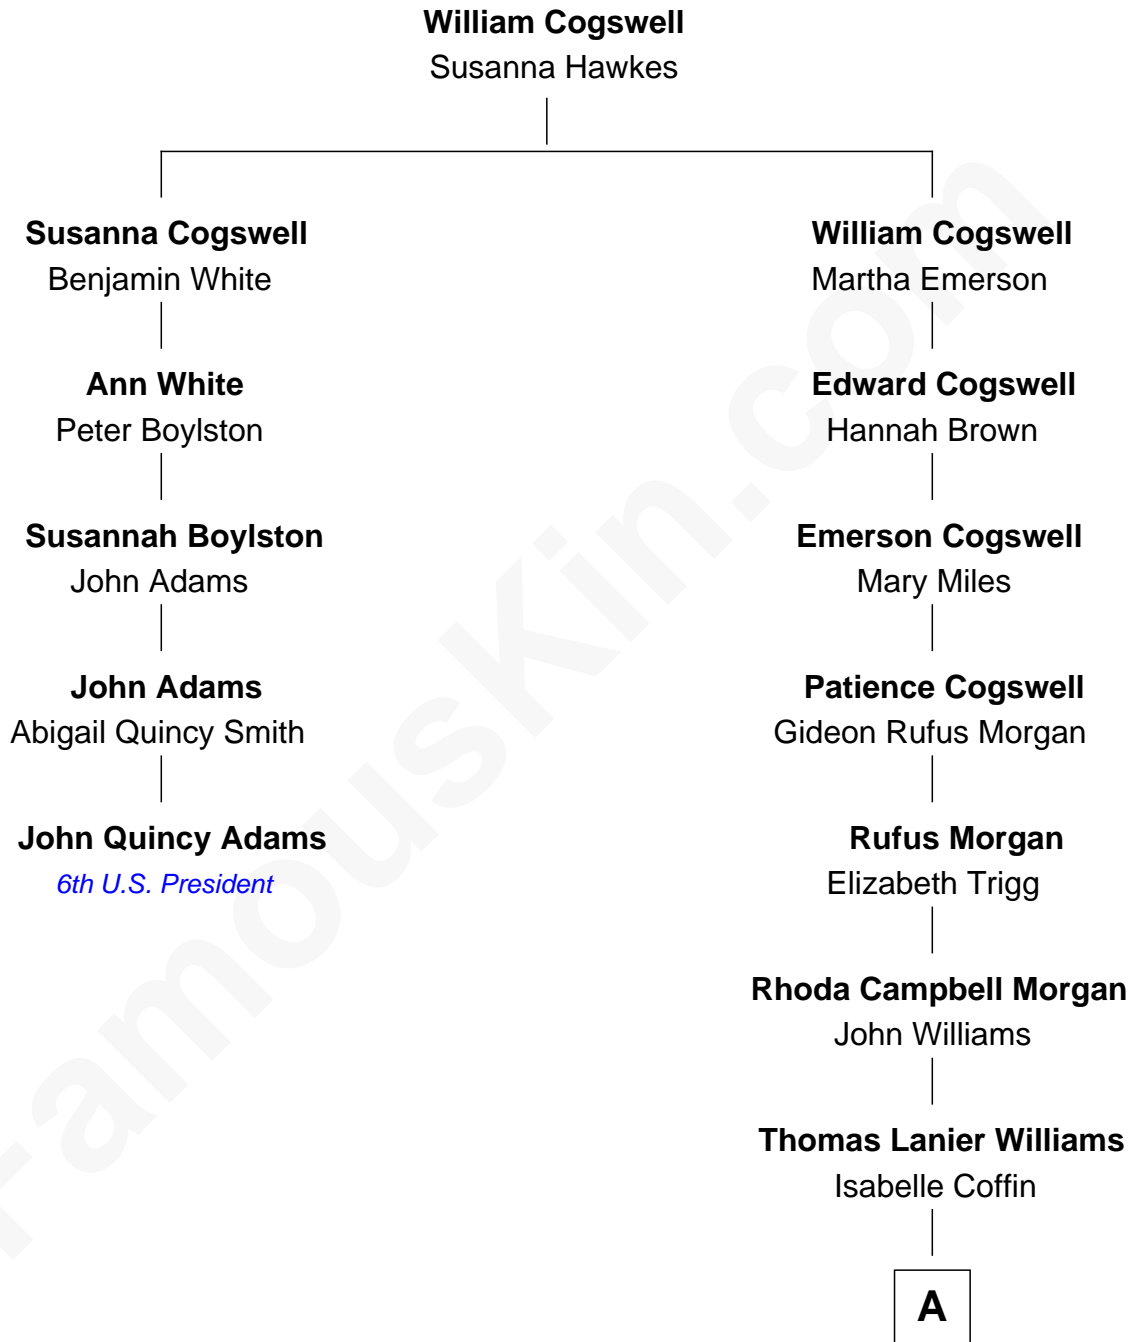 William Cogswell
Susanna Hawkes
Susanna Cogswell
Benjamin White
Ann White
Peter Boylston
Susannah Boylston
John Adams
John Adams
Abigail Quincy Smith
John Quincy Adams
6th U.S. President
William Cogswell
Martha Emerson
Edward Cogswell
Hannah Brown
Emerson Cogswell
Mary Miles
Patience Cogswell
Gideon Rufus Morgan
Rufus Morgan
Elizabeth Trigg
Rhoda Campbell Morgan
John Williams
Thomas Lanier Williams
Isabelle Coffin
A
FamousKin.com